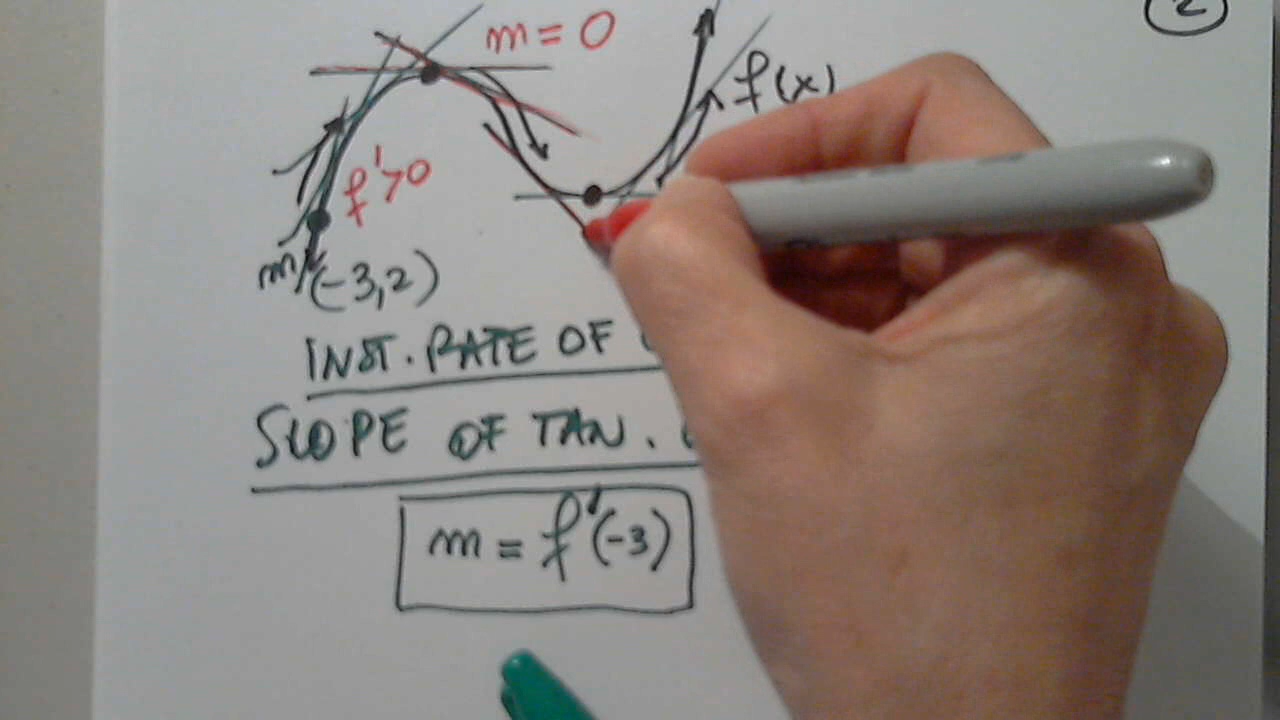 2
m = 0
f(x)
f'>0
m
(-3,2)
INST. RATE OF
SLOPE OF TAN.
m = f'(-3)